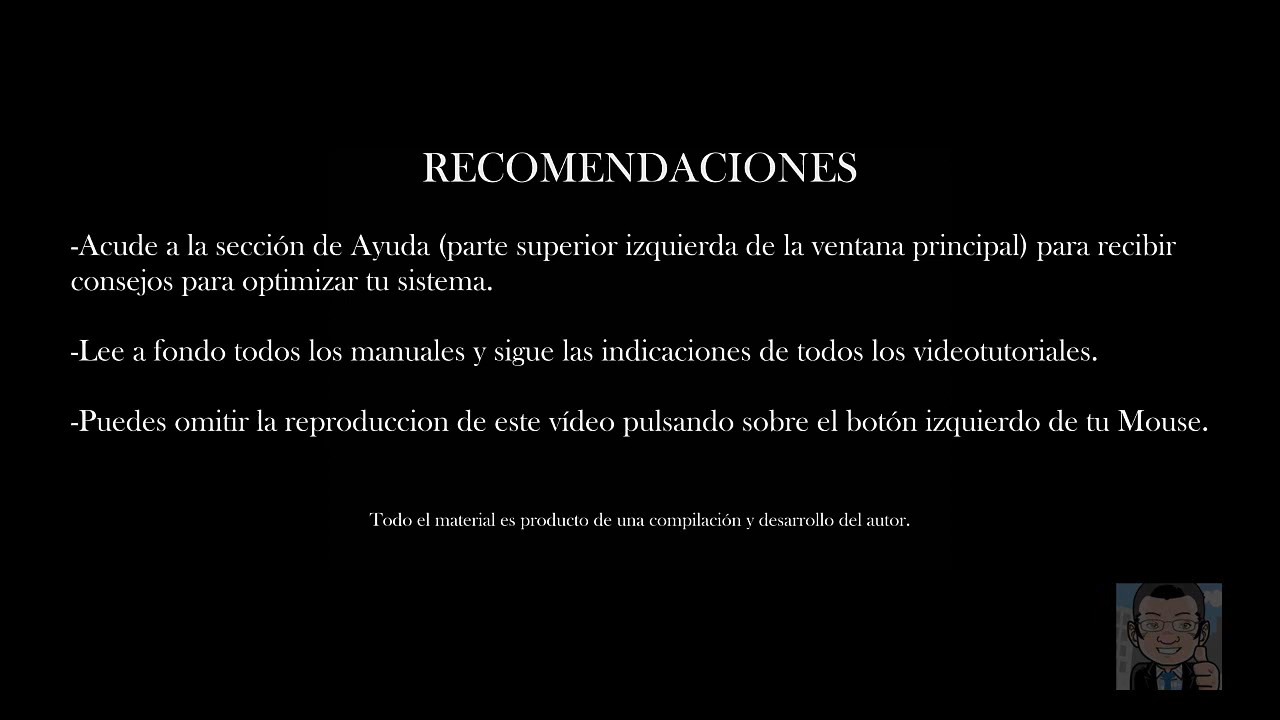 RECOMENDACIONES
-Acude a la sección de Ayuda (parte superior izquierda de la ventana principal) para recibir
consejos para optimizar tu sistema.
-Lee a fondo todos los manuales y sigue las indicaciones de todos los videotutoriales.
-Puedes omitir la reproduccion de este vídeo pulsando sobre el botón izquierdo de tu Mouse.
Todo el material es producto de una compilación y desarrollo del autor.